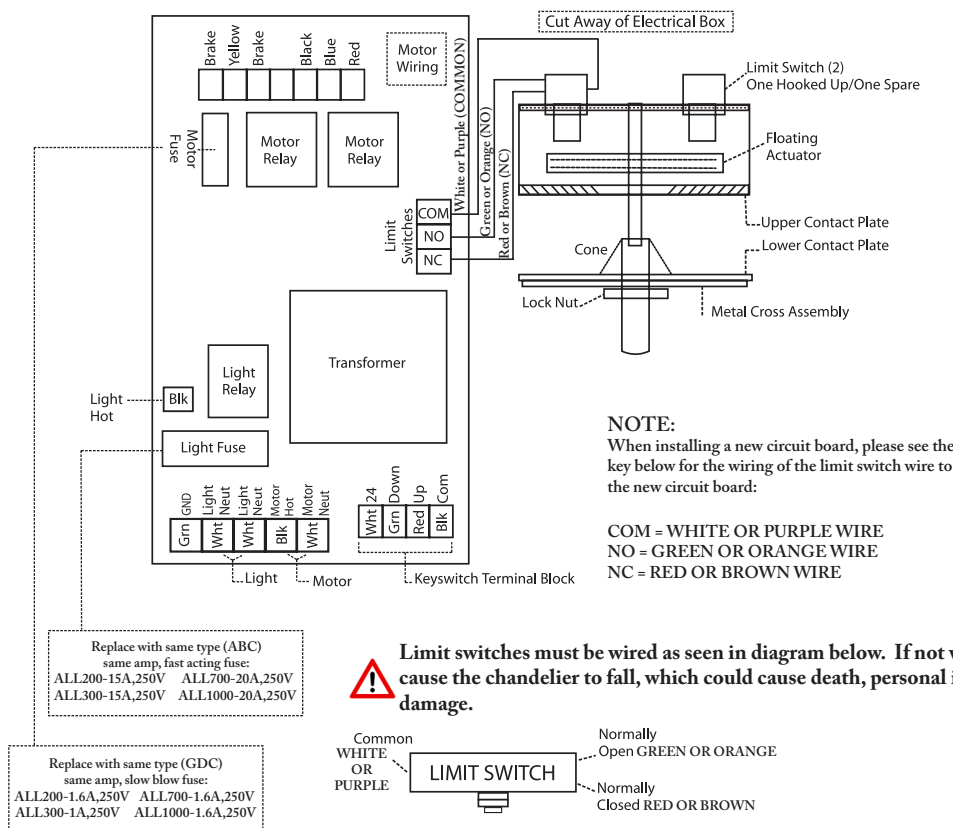 Cut Away of Electrical Box
Brake
Yellow
Brake
Black
Blue
Red
Motor
Wiring
Motor
Fuse
Motor
Relay
Motor
Relay
White or Purple (COMMON)
Green or Orange (NO)
Red or Brown (NC)
Limit
Switches
COM
NO
NC
Limit Switch (2)
One Hooked Up/One Spare
Floating
Actuator
Upper Contact Plate
Lower Contact Plate
Cone
Lock Nut
Metal Cross Assembly
Transformer
Light
Relay
Light
Hot
Blk
Light Fuse
GND
Light
Neut
Light
Neut
Motor
Hot
Motor
Neut
Grn
Wht
Wht
Blk
Wht
Light
Motor
24
Down
Up
Com
Wht
Grn
Red
Blk
Keyswitch Terminal Block
NOTE:
When installing a new circuit board, please see the
key below for the wiring of the limit switch wire to
the new circuit board:
COM = WHITE OR PURPLE WIRE
NO = GREEN OR ORANGE WIRE
NC = RED OR BROWN WIRE
Replace with same type (ABC)
same amp, fast acting fuse:
ALL200-15A,250V ALL700-20A,250V
ALL300-15A,250V ALL1000-20A,250V
Replace with same type (GDC)
same amp, slow blow fuse:
ALL200-1.6A,250V ALL700-1.6A,250V
ALL300-1A,250V ALL1000-1.6A,250V
Limit switches must be wired as seen in diagram below. If not
cause the chandelier to fall, which could cause death, personal
damage.
Common
WHITE
OR
PURPLE
LIMIT SWITCH
Normally
Open GREEN OR ORANGE
Normally
Closed RED OR BROWN